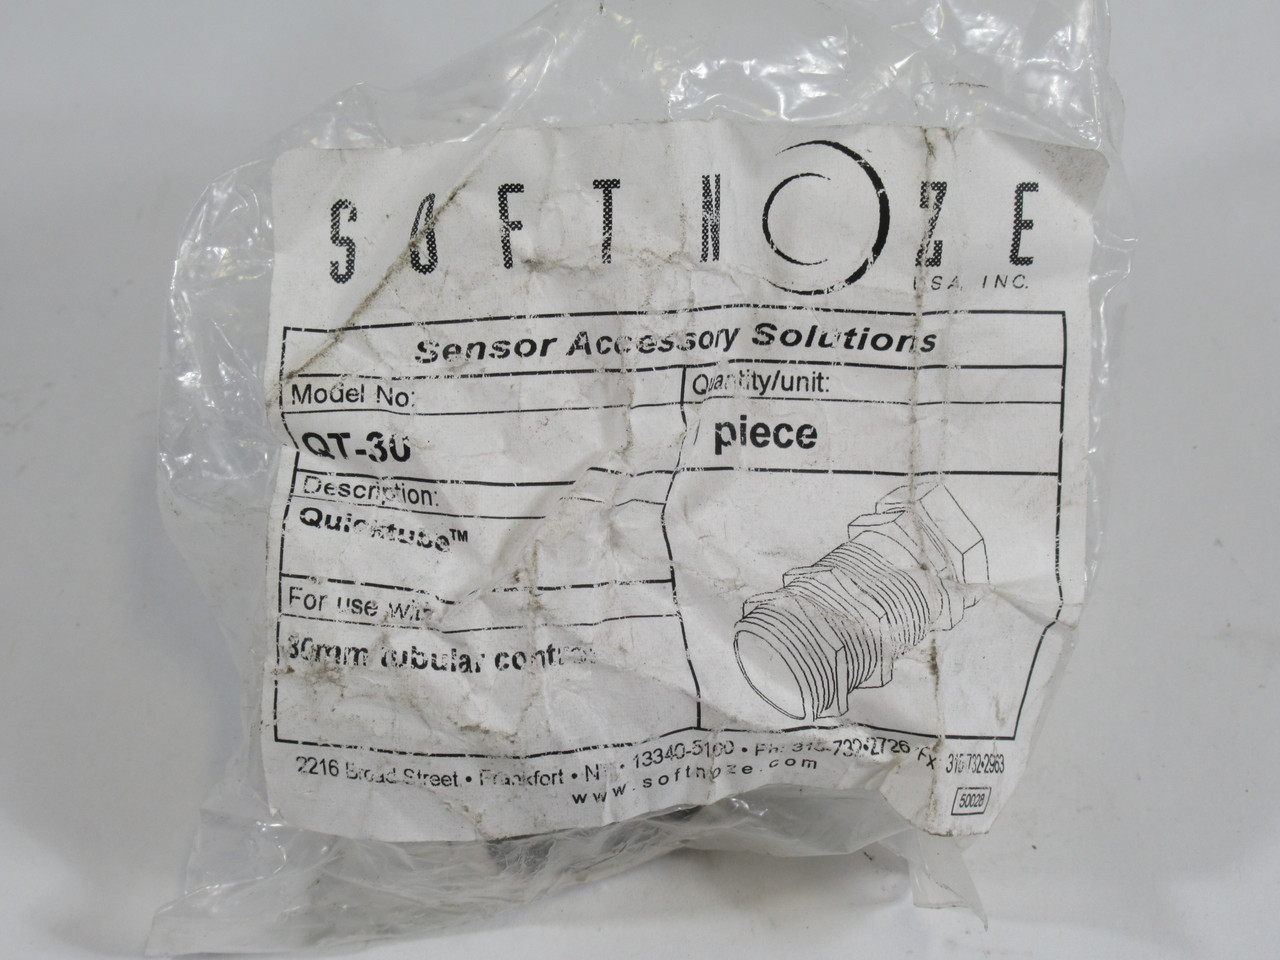 SOFTNOZE
USA, INC.
Sensor Accessory Solutions
Model No:
Quantity/unit:
QT-30
piece
Description:
Quicktube™
For use with
30mm tubular control
2216 Broad Street • Frankfort • NY • 13340-5100 • Ph: 315-732•2726 Fx 315•732•2963
www.softnoze.com
50028